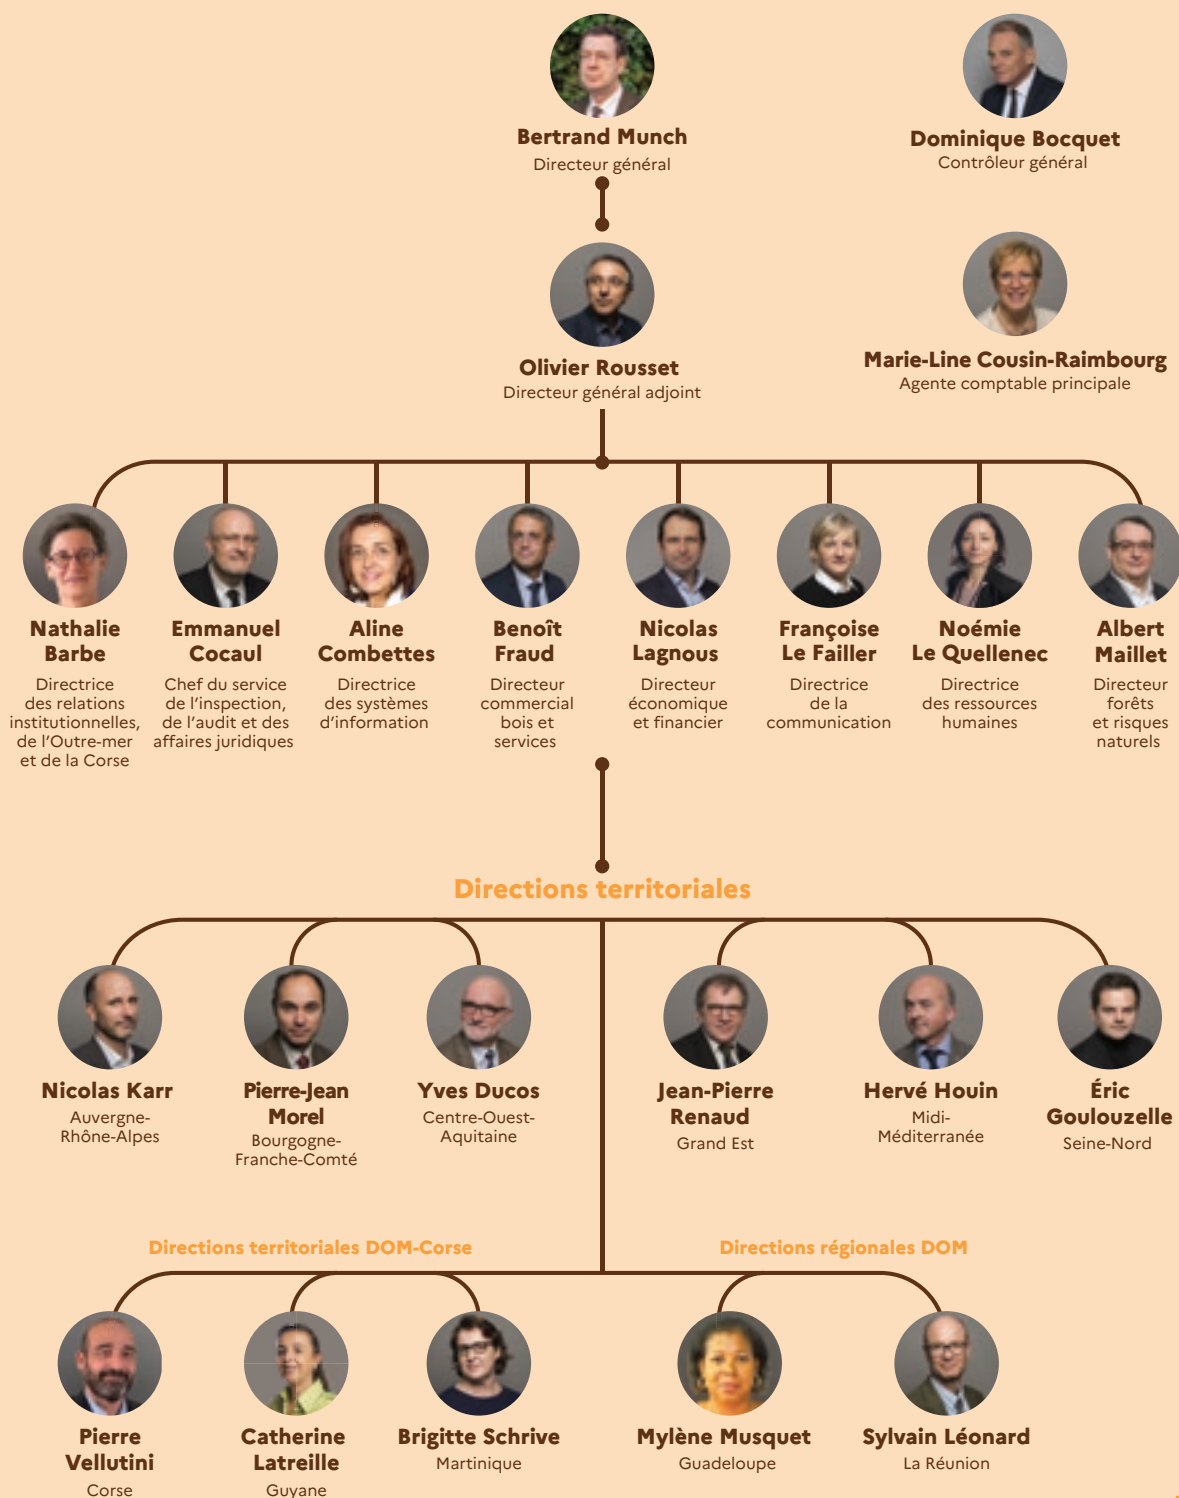 Bertrand Munch
Directeur général
Dominique Bocquet
Contrôleur général
Olivier Rousset
Directeur général adjoint
Marie-Line Cousin-Raimbourg
Agente comptable principale
Nathalie
Barbe
Directrice
des relations
institutionnelles,
de l'Outre-mer
et de la Corse
Emmanuel
Cocaul
Chef du service
de l'inspection,
de l'audit et des
affaires juridiques
Aline
Combettes
Directrice
des systèmes
d'information
Benoît
Fraud
Directeur
commercial
bois et
services
Nicolas
Lagnous
Directeur
économique
et financier
Françoise
Le Failler
Directrice
de la
communication
Noémie
Le Quellenec
Directrice
des ressources
humaines
Albert
Maillet
Directeur
forêts
et risques
naturels
Directions territoriales
Nicolas Karr
Auvergne-
Rhône-Alpes
Pierre-Jean
Morel
Bourgogne-
Franche-Comté
Yves Ducos
Centre-Ouest-
Aquitaine
Jean-Pierre
Renaud
Grand Est
Hervé Houin
Midi-
Méditerranée
Éric
Goulouzelle
Seine-Nord
Directions territoriales DOM-Corse
Directions régionales DOM
Pierre
Vellutini
Corse
Catherine
Latreille
Guyane
Brigitte Schrive
Martinique
Mylène Musquet
Guadeloupe
Sylvain Léonard
La Réunion